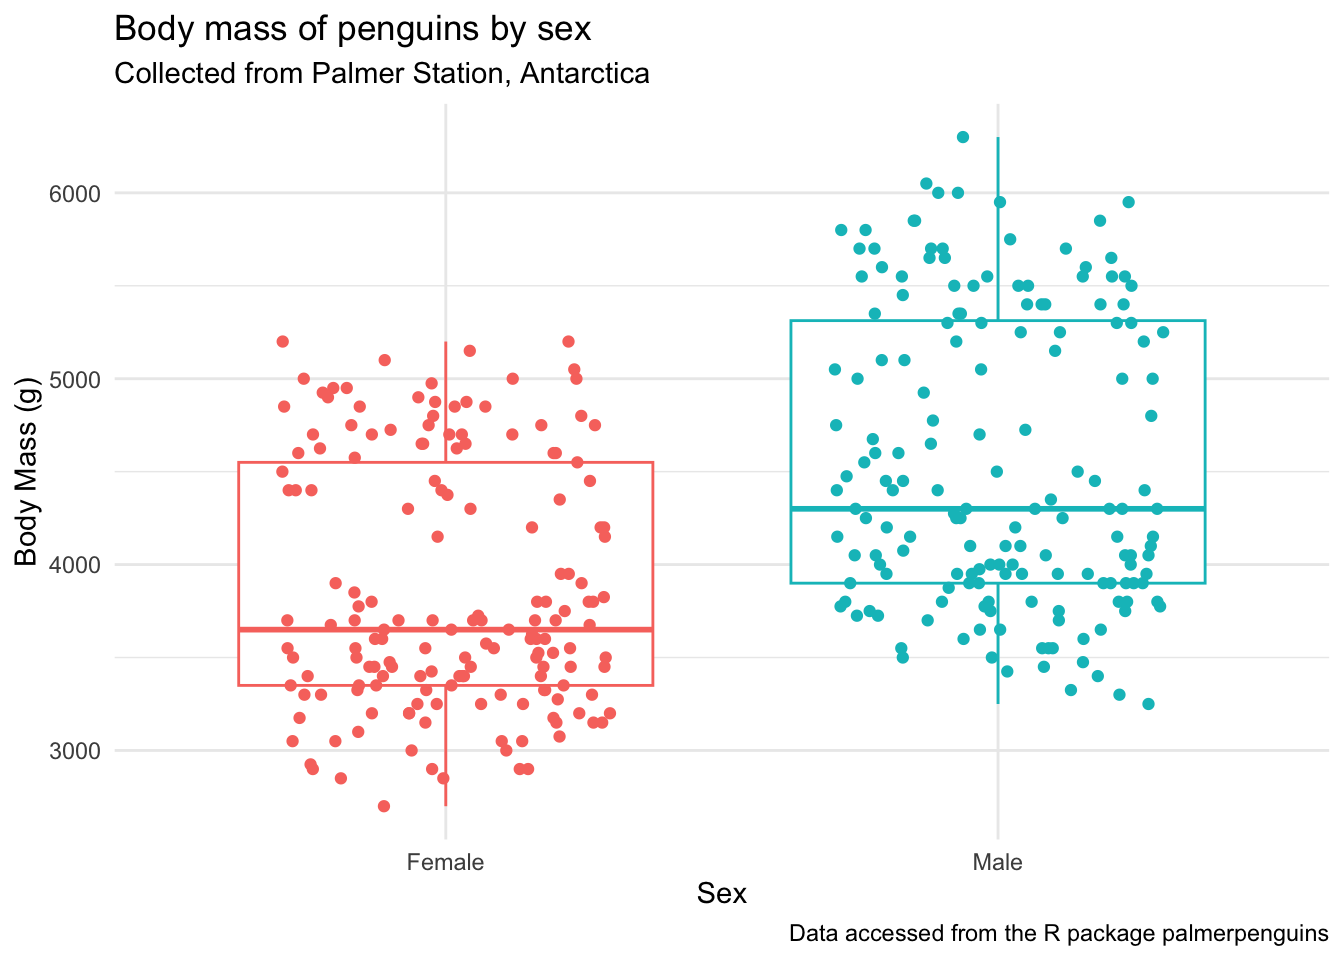 Body mass of penguins by sex
Collected from Palmer Station, Antarctica
Body Mass (g)
6000
5000
4000
3000
Female
Male
Sex
Data accessed from the R package palmerpenguins